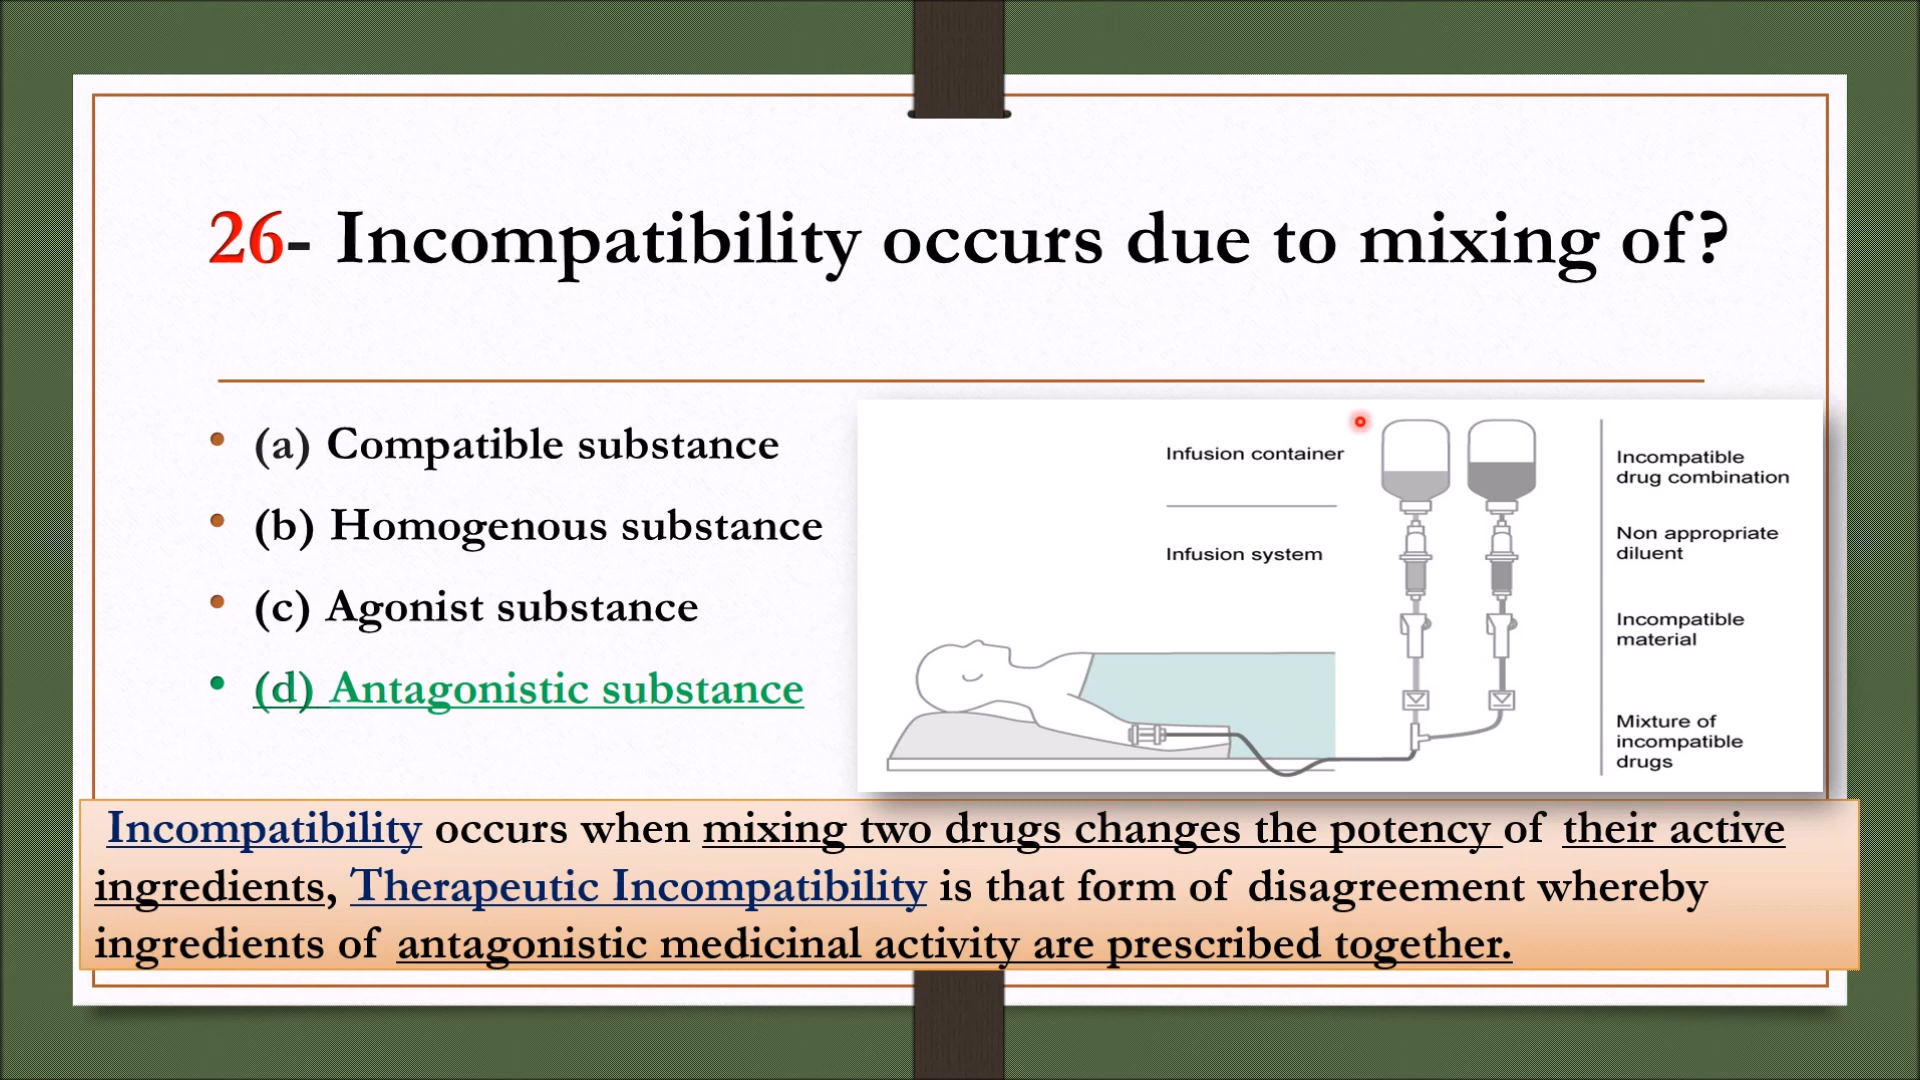 26- Incompatibility occurs due to mixing of?
• (a) Compatible substance
• (b) Homogenous substance
• (c) Agonist substance
• (d) Antagonistic substance
Infusion container
Infusion system
Incompatible
drug combination
Non appropriate
diluent
Incompatible
material
Mixture of
incompatible
drugs
Incompatibility occurs when mixing two drugs changes the potency of their active
ingredients, Therapeutic Incompatibility is that form of disagreement whereby
ingredients of antagonistic medicinal activity are prescribed together.